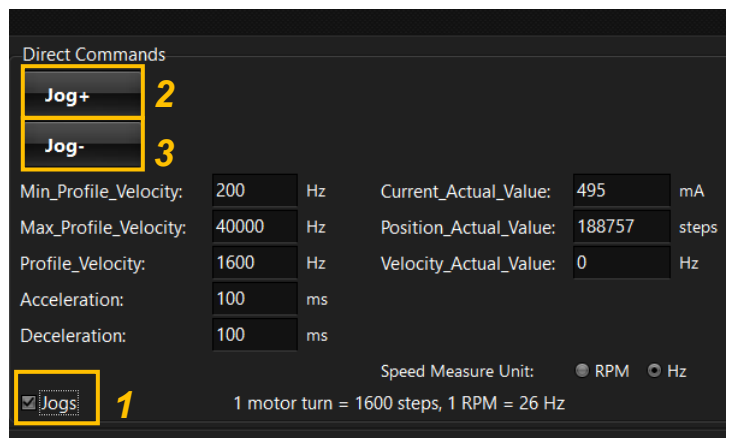 Direct Commands
Jog+ 2
Jog- 3
Min_Profile_Velocity: 200 Hz Current_Actual_Value: 495 mA
Max_Profile_Velocity: 40000 Hz Position_Actual_Value: 188757 steps
Profile_Velocity: 1600 Hz Velocity_Actual_Value: 0 Hz
Acceleration: 100 ms
Deceleration: 100 ms
Speed Measure Unit: RPM Hz
Jogs 1 1 motor turn = 1600 steps, 1 RPM = 26 Hz